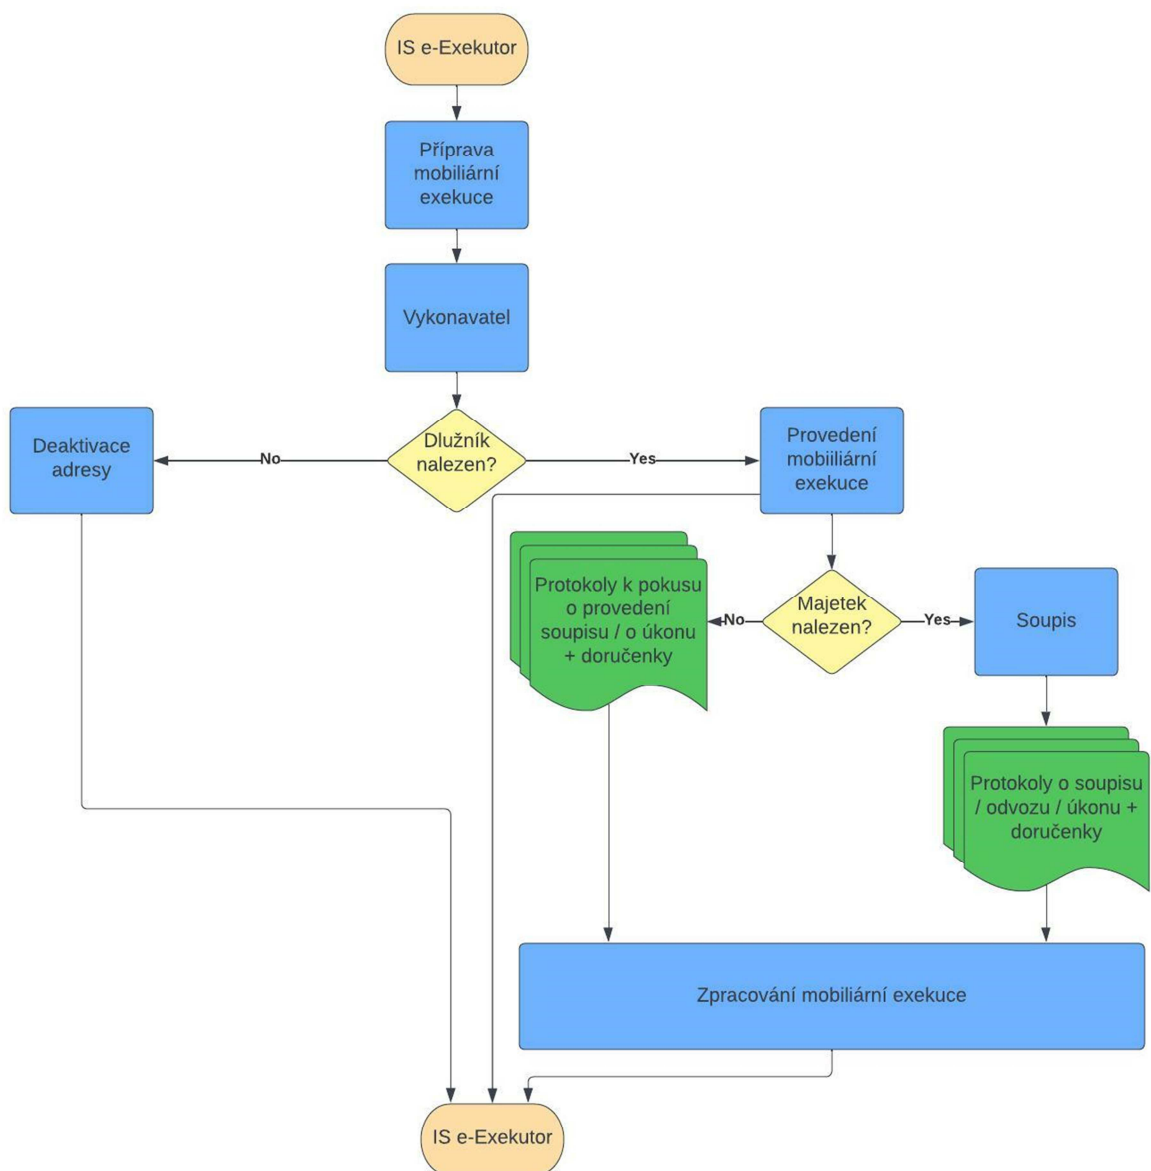 IS e-Exekutor
Příprava
mobiliární
exekuce
Vykonavatel
Deaktivace
adresy
No
Dlužník
nalezen?
Yes
Provedení
mobiiliární
exekuce
Protokoly k pokusu
o provedení
soupisu / o úkonu
+ doručenky
No
Majetek
nalezen?
Yes
Soupis
Protokoly o soupisu
/ odvozu / úkonu +
doručenky
Zpracování mobiliární exekuce
IS e-Exekutor